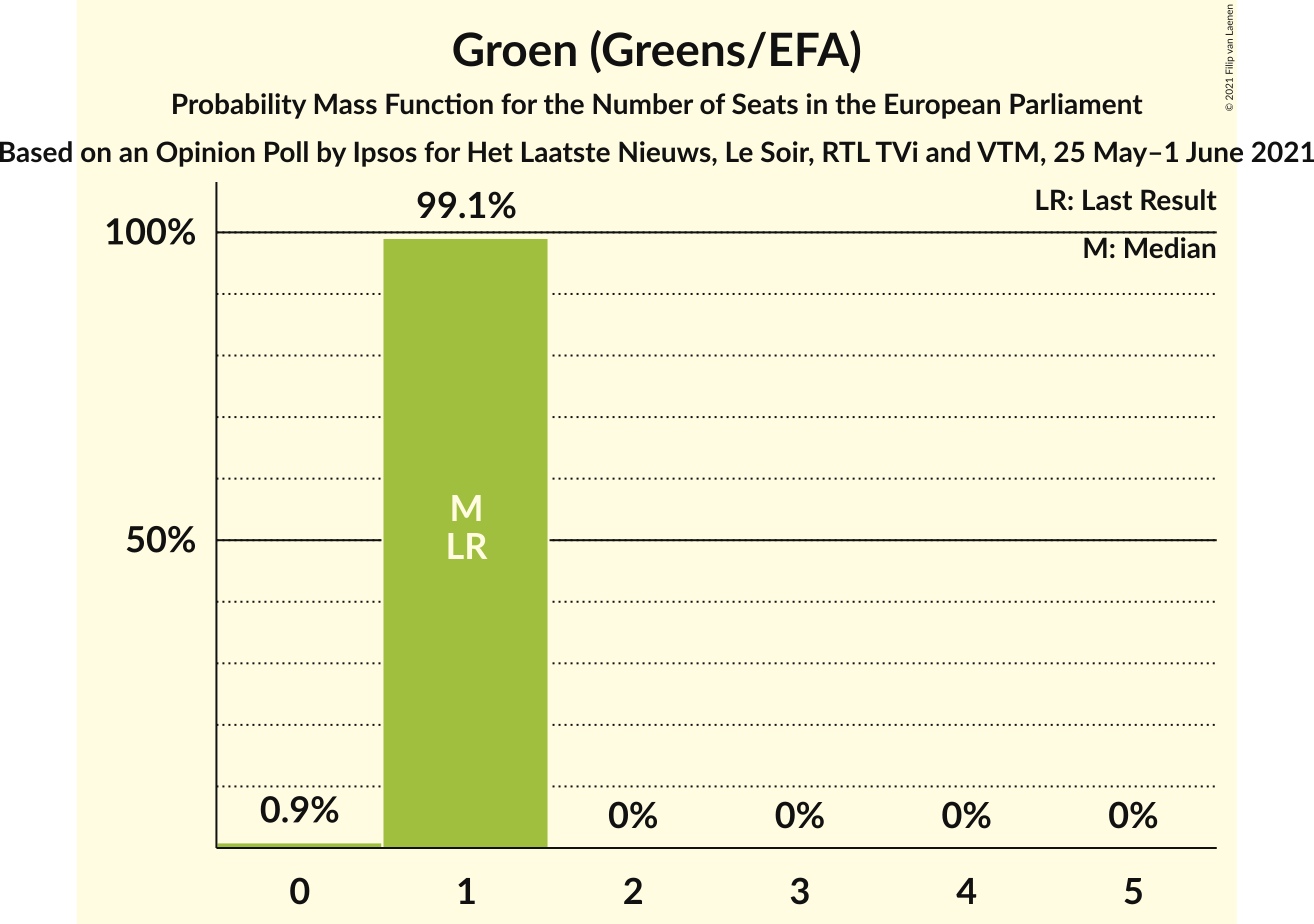 Groen (Greens/EFA)
Probability Mass Function for the Number of Seats in the European Parliament
Based on an Opinion Poll by Ipsos for Het Laatste Nieuws, Le Soir, RTL TVi and VTM, 25 May–1 June 2021
© 2021 Filip van Laenen
LR: Last Result
M: Median
99.1%
100%
M
50%
LR
0.9%
0%
0%
0%
0%
0
1
2
3
4
5